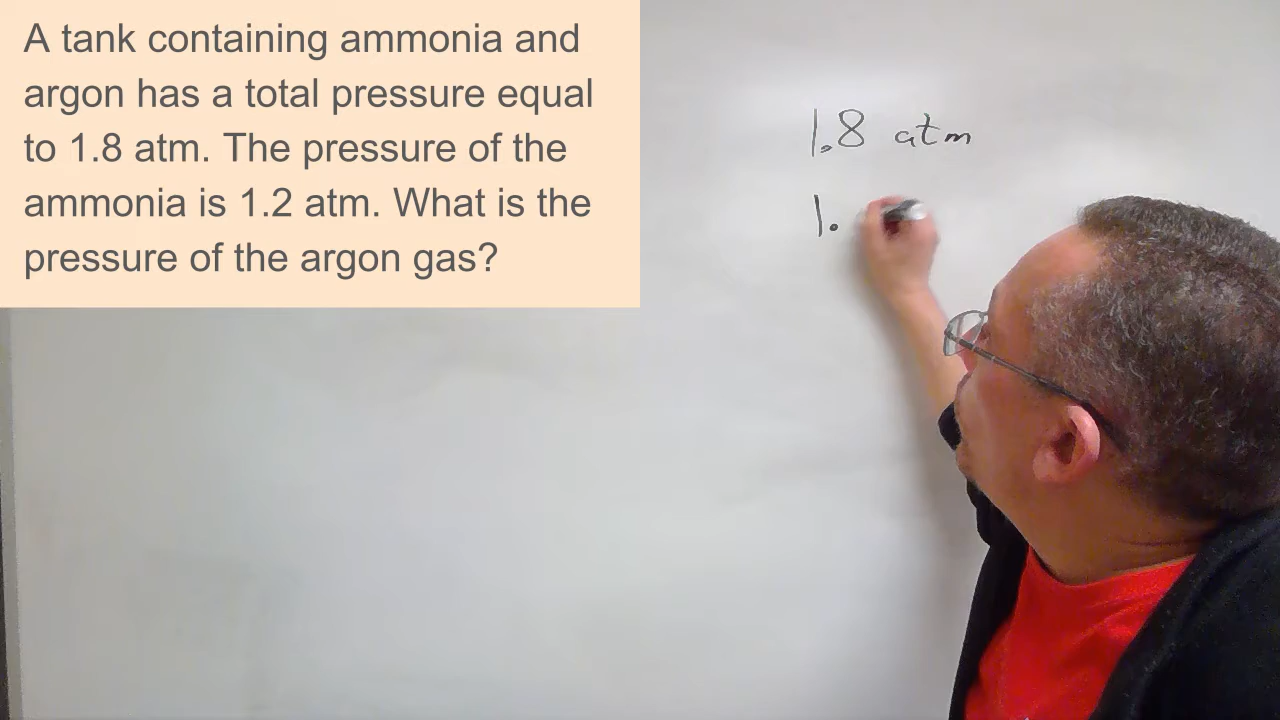 A tank containing ammonia and
argon has a total pressure equal
to 1.8 atm. The pressure of the
ammonia is 1.2 atm. What is the
pressure of the argon gas?
1.8 atm
1.